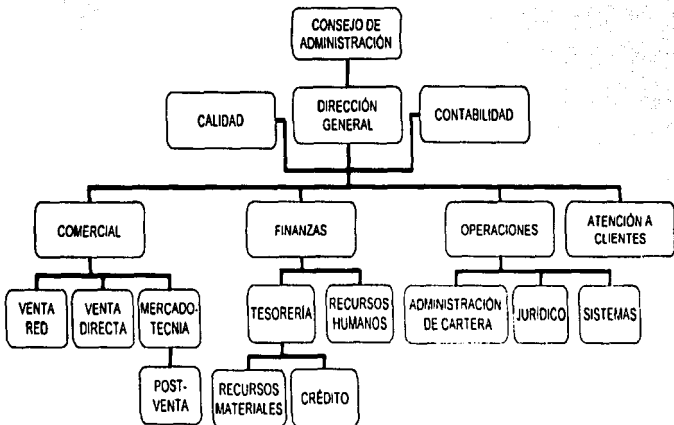 CONSEJO DE
ADMINISTRACIÓN
CALIDAD
DIRECCIÓN
GENERAL
CONTABILIDAD
COMERCIAL
FINANZAS
OPERACIONES
ATENCIÓN A
CLIENTES
VENTA
RED
VENTA
DIRECTA
MERCADO-
TECNIA
TESORERÍA
RECURSOS
HUMANOS
ADMINISTRACIÓN
DE CARTERA
JURÍDICO
SISTEMAS
POST-
VENTA
RECURSOS
MATERIALES
CRÉDITO